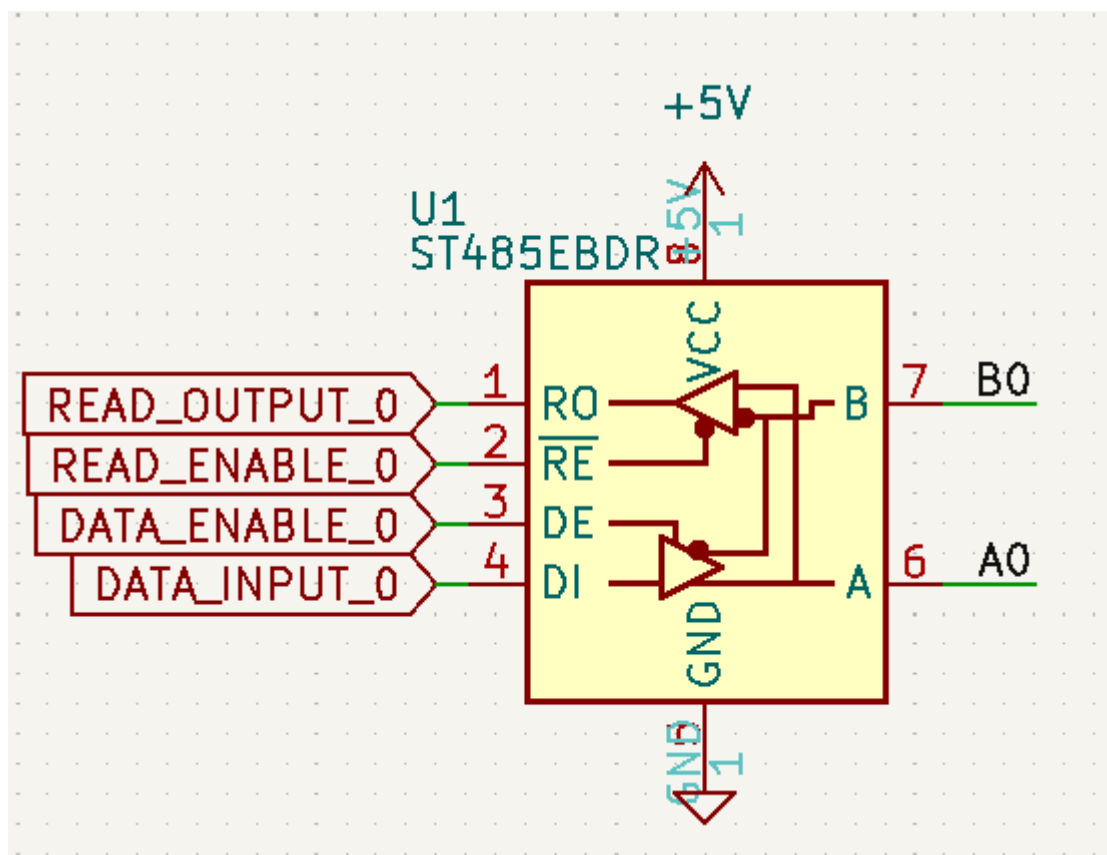 +5V
+5V
1
8
U1
ST485EBDR
VCC
READ_OUTPUT_0
1
RO
B
7
B0
READ_ENABLE_0
2
RE
DATA_ENABLE_0
3
DE
DATA_INPUT_0
4
DI
A
6
A0
GND
GND
5
1